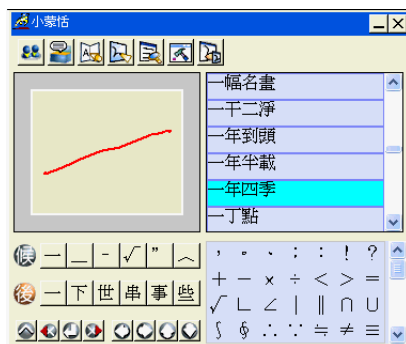 小蒙恬
一幅名畫
一干二淨
一年到頭
一年半載
一年四季
一丁點
候 一 ＿ - √ ” ︿
後 一 下 世 串 事 些
， 。 、 ； ： ！ ？
＋ － × ÷ ＜ ＞ ＝
√ ∟ ∠ ｜ ∥ ∩ ∪
∫ ∮ ∴ ∵ ≒ ≠ ≡